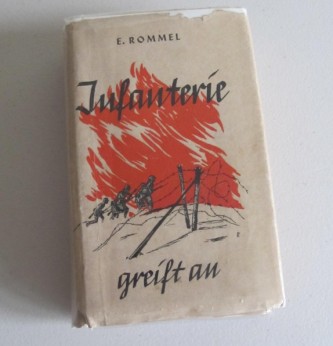 E. ROMMEL
Infanterie
greift an